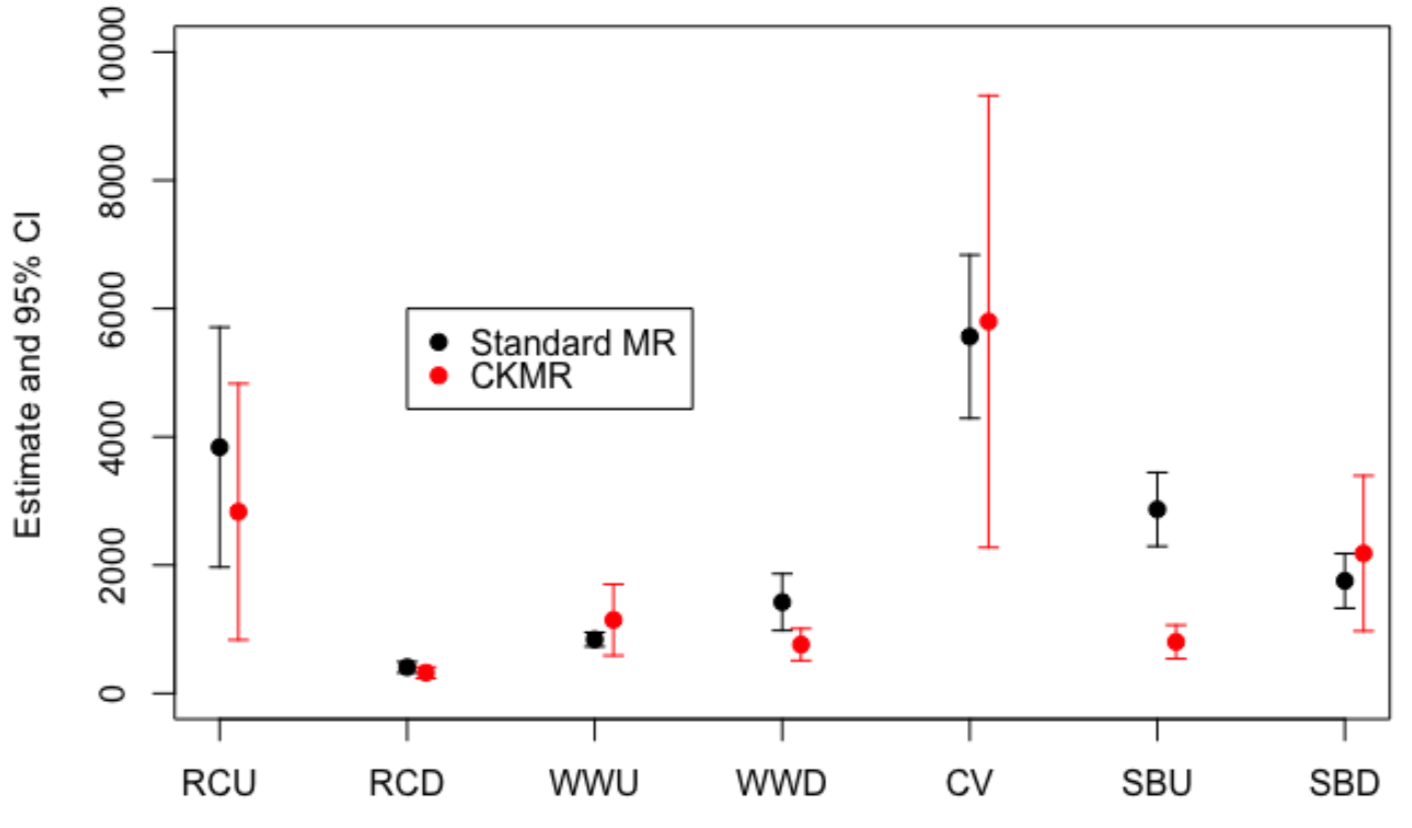 Estimate and 95% CI
10000
8000
6000
4000
2000
0
Standard MR
CKMR
RCU RCD WWU WWD CV SBU SBD